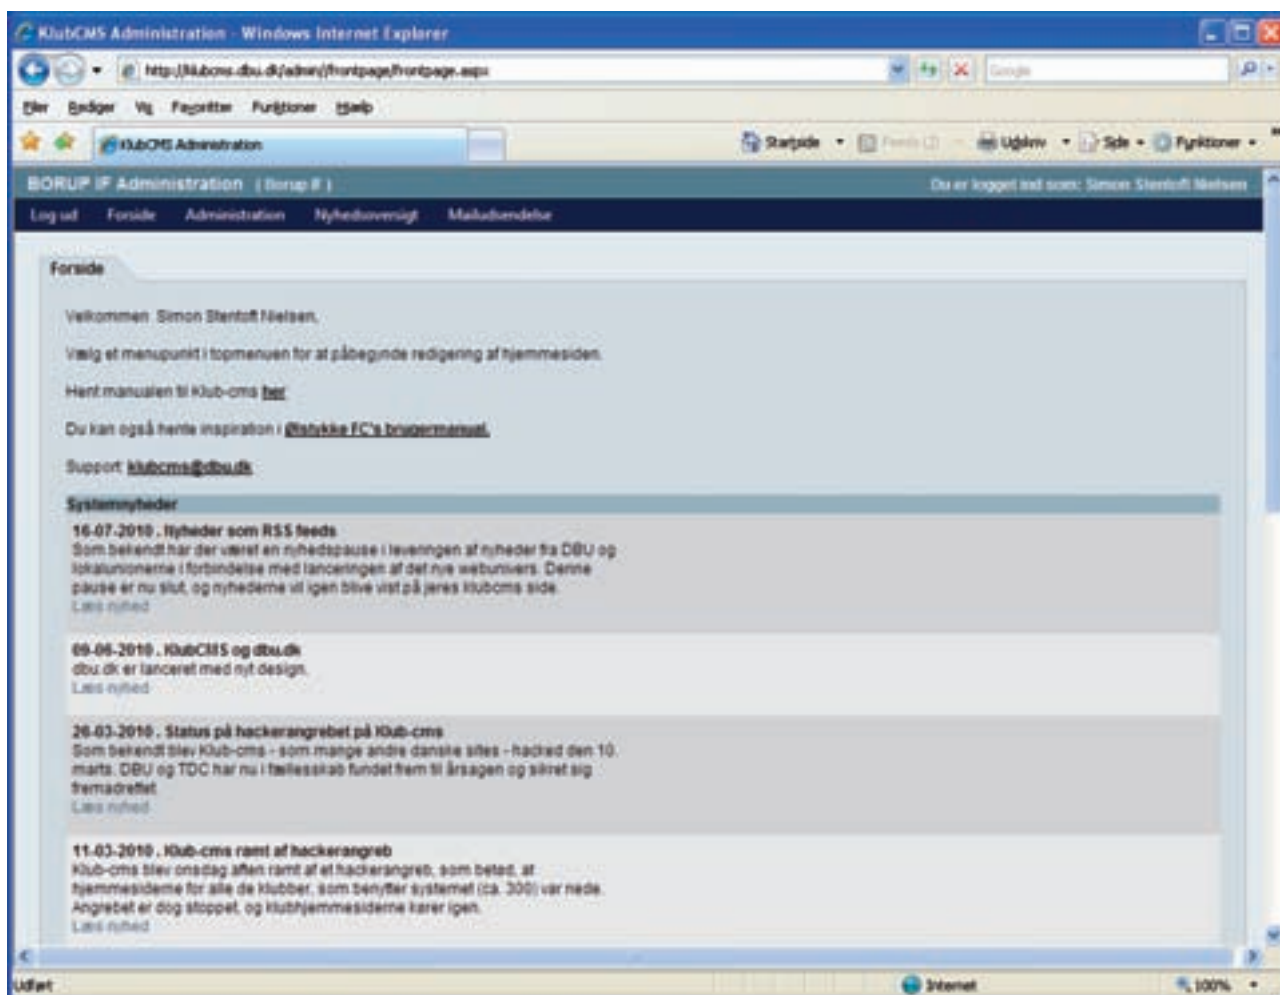 KlubCMS Administration - Windows Internet Explorer
http://klubcms.dbu.dk/admin//frontpage/frontpage.aspx
Google
Filer Rediger Vis Favoritter Funktioner Hjælp
KlubCMS Administration
Startside Feeds Udskriv Side Funktioner
BORUP IF Administration ( Borup IF )
Du er logget ind som: Simon Stentoft Nielsen
Log ud Forside Administration Nyhedsoversigt Mailudsendelse
Forside
Velkommen Simon Stentoft Nielsen,
Vælg et menupunkt i topmenuen for at påbegynde redigering af hjemmesiden.
Hent manualen til Klub-cms her
Du kan også hente inspiration i Ølstykke FC's brugermanual.
Support: klubcms@dbu.dk
Systemnyheder
16-07-2010 . Nyheder som RSS feeds
Som bekendt har der været en nyhedspause i leveringen af nyheder fra DBU og
lokalunionerne i forbindelse med lanceringen af det nye webunivers. Denne
pause er nu slut, og nyhederne vil igen blive vist på jeres klubcms side.
Læs nyhed
09-06-2010 . KlubCMS og dbu.dk
dbu.dk er lanceret med nyt design.
Læs nyhed
26-03-2010 . Status på hackerangrebet på Klub-cms
Som bekendt blev Klub-cms - som mange andre danske sites - hacked den 10.
marts. DBU og TDC har nu i fællesskab fundet frem til årsagen og sikret sig
fremadrettet
Læs nyhed
11-03-2010 . Klub-cms ramt af hackerangreb
Klub-cms blev onsdag aften ramt af et hackerangreb, som betød, at
hjemmesiderne for alle de klubber, som benytter systemet (ca. 300) var nede.
Angrebet er dog stoppet, og klubhjemmesiderne kører igen.
Læs nyhed
Udført
Internet
100%